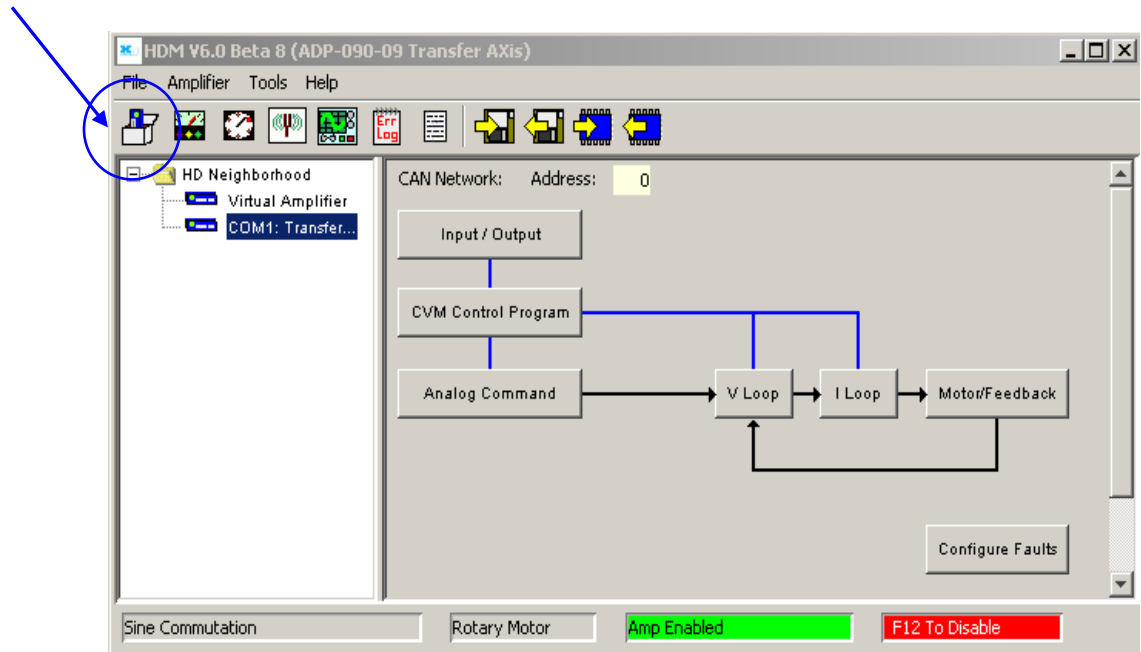 HDM V6.0 Beta 8 (ADP-090-09 Transfer AXis)
File Amplifier Tools Help
Err
Log
HD Neighborhood
Virtual Amplifier
COM1: Transfer...
CAN Network: Address: 0
Input / Output
CVM Control Program
Analog Command
V Loop
I Loop
Motor/Feedback
Configure Faults
Sine Commutation
Rotary Motor
Amp Enabled
F12 To Disable